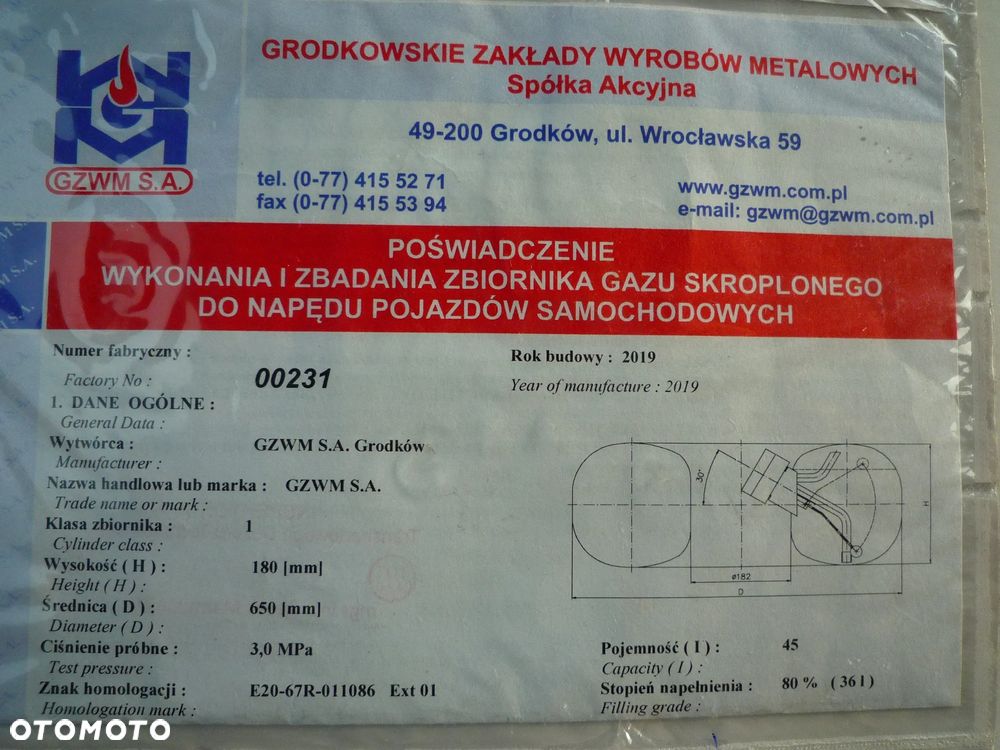 GRODKOWSKIE ZAKŁADY WYROBÓW METALOWYCH
Spółka Akcyjna
49-200 Grodków, ul. Wrocławska 59
G
GZWM S.A.
tel. (0-77) 415 52 71
fax (0-77) 415 53 94
www.gzwm.com.pl
e-mail: gzwm@gzwm.com.pl
POŚWIADCZENIE
WYKONANIA I ZBADANIA ZBIORNIKA GAZU SKROPLONEGO
DO NAPĘDU POJAZDÓW SAMOCHODOWYCH
Numer fabryczny :
Factory No : 00231
Rok budowy : 2019
Year of manufacture : 2019
1. DANE OGÓLNE :
General Data :
Wytwórca : GZWM S.A. Grodków
Manufacturer :
Nazwa handlowa lub marka : GZWM S.A.
Trade name or mark :
Klasa zbiornika : 1
Cylinder class :
Wysokość ( H ) : 180 [mm]
Height ( H ) :
Średnica ( D ) : 650 [mm]
Diameter ( D ) :
Ciśnienie próbne : 3,0 MPa
Test pressure :
Znak homologacji : E20-67R-011086 Ext 01
Homologation mark :
30°
H
ø182
D
Pojemność ( l ) : 45
Capacity ( l ) :
Stopień napełnienia : 80 % ( 36 l )
Filling grade :
OTOMOTO